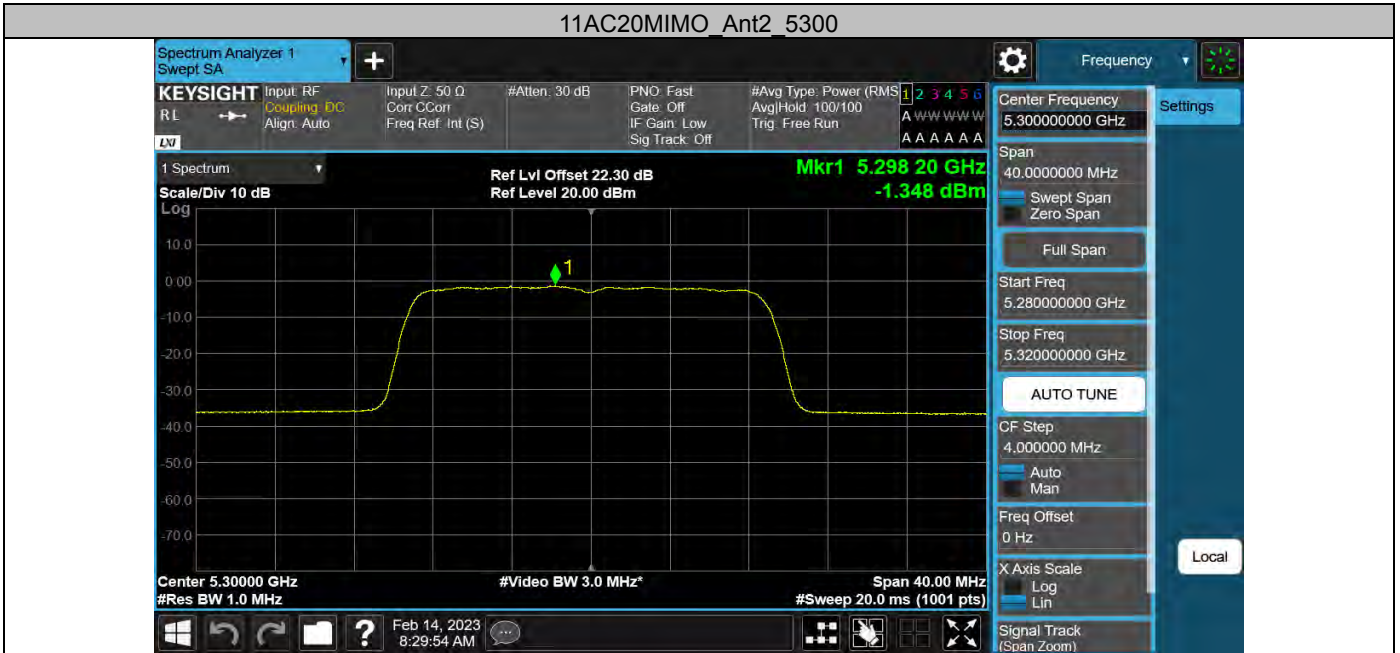 11AC20MIMO_Ant2_5300
Spectrum Analyzer 1
Swept SA
+
Frequency
KEYSIGHT
RL
LXI
Input: RF
Coupling: DC
Align: Auto
Input Z: 50 Ω
Corr CCorr
Freq Ref: Int (S)
#Atten: 30 dB
PNO: Fast
Gate: Off
IF Gain: Low
Sig Track: Off
#Avg Type: Power (RMS
Avg|Hold: 100/100
Trig: Free Run
1 2 3 4 5 6
A W W W W W
A A A A A A
1 Spectrum
Scale/Div 10 dB
Ref Lvl Offset 22.30 dB
Ref Level 20.00 dBm
Mkr1 5.298 20 GHz
-1.348 dBm
Log
10.0
0.00
-10.0
-20.0
-30.0
-40.0
-50.0
-60.0
-70.0
1
Center 5.30000 GHz
#Res BW 1.0 MHz
#Video BW 3.0 MHz*
Span 40.00 MHz
#Sweep 20.0 ms (1001 pts)
Feb 14, 2023
8:29:54 AM
?
Center Frequency
5.300000000 GHz
Settings
Span
40.0000000 MHz
Swept Span
Zero Span
Full Span
Start Freq
5.280000000 GHz
Stop Freq
5.320000000 GHz
AUTO TUNE
CF Step
4.000000 MHz
Auto
Man
Freq Offset
0 Hz
Local
X Axis Scale
Log
Lin
Signal Track
(Span Zoom)